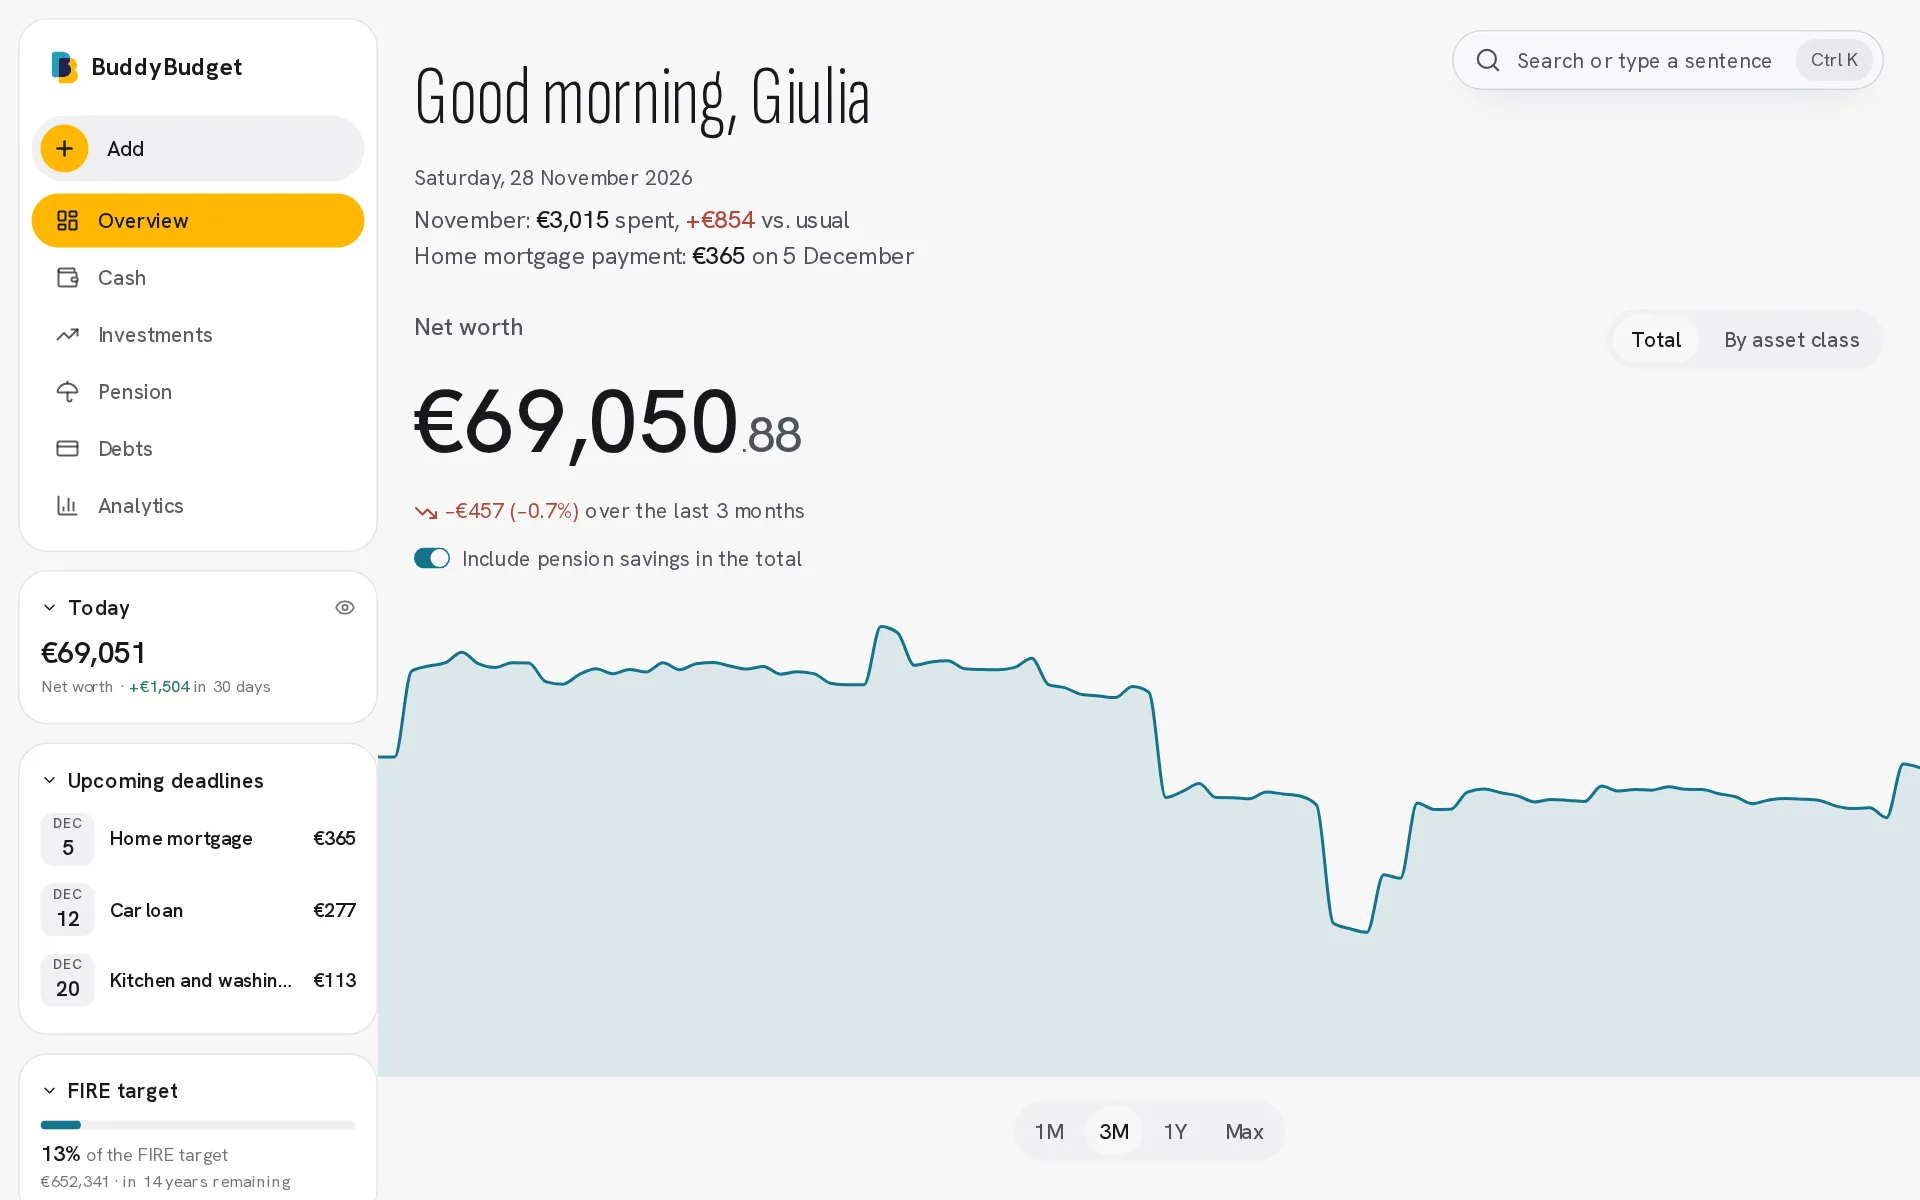 BuddyBudget
Add
Overview
Cash
Investments
Pension
Debts
Analytics
Today
€69,051
Net worth · +€1,504 in 30 days
Upcoming deadlines
DEC
5
Home mortgage
€365
DEC
12
Car loan
€277
DEC
20
Kitchen and washin...
€113
FIRE target
13% of the FIRE target
€652,341 · in 14 years remaining
Good morning, Giulia
Search or type a sentence
Ctrl K
Saturday, 28 November 2026
November: €3,015 spent, +€854 vs. usual
Home mortgage payment: €365 on 5 December
Net worth
Total
By asset class
€69,050.88
−€457 (−0.7%) over the last 3 months
Include pension savings in the total
1M
3M
1Y
Max